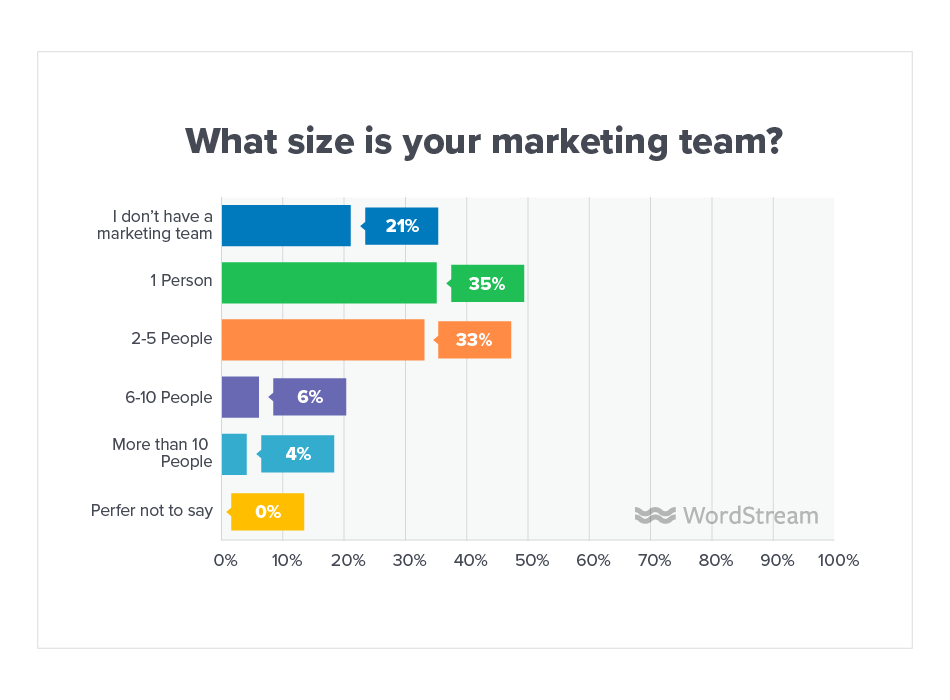 What size is your marketing team?
I don’t have a
marketing team
21%
1 Person
35%
2-5 People
33%
6-10 People
6%
More than 10
People
4%
Perfer not to say
0%
WordStream
0% 10% 20% 30% 40% 50% 60% 70% 80% 90% 100%